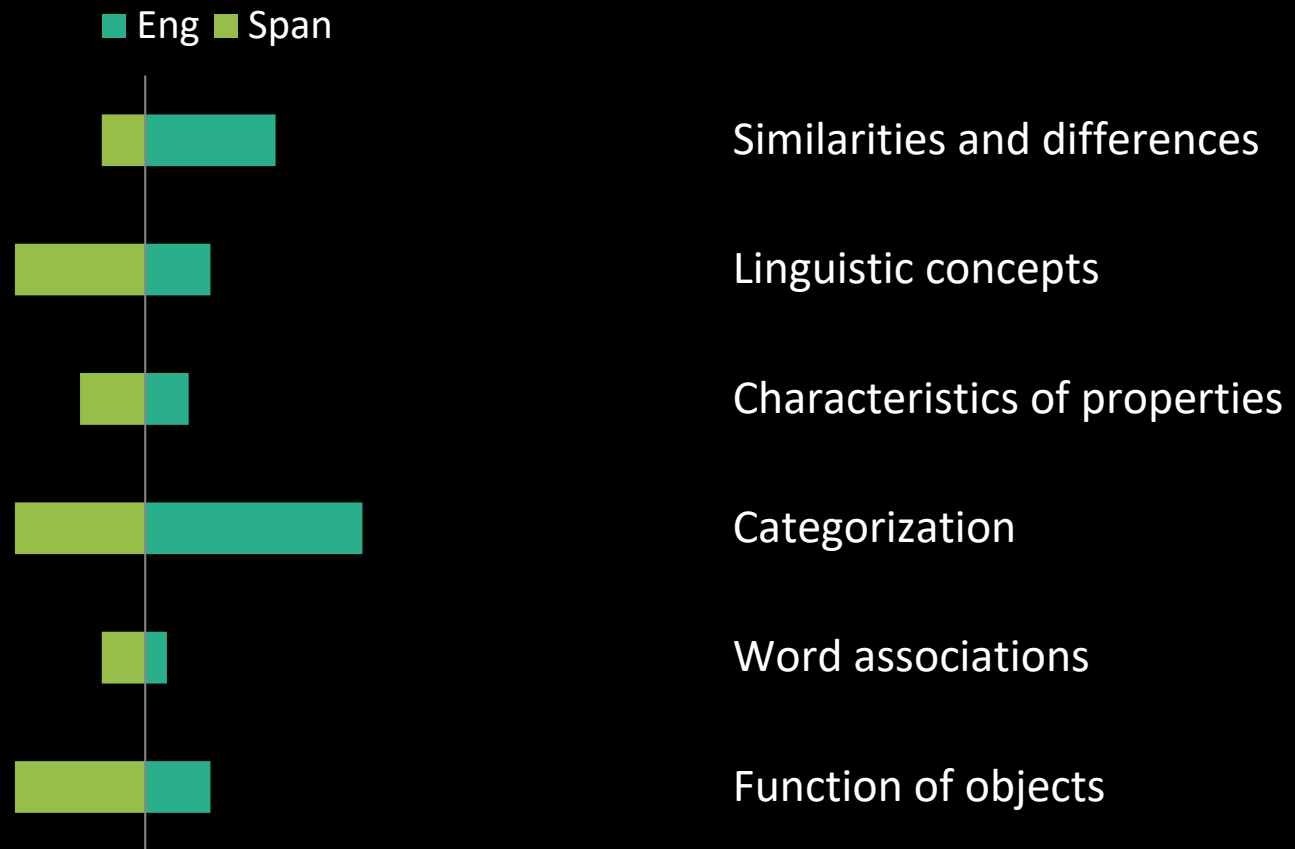 Eng Span
Similarities and differences
Linguistic concepts
Characteristics of properties
Categorization
Word associations
Function of objects